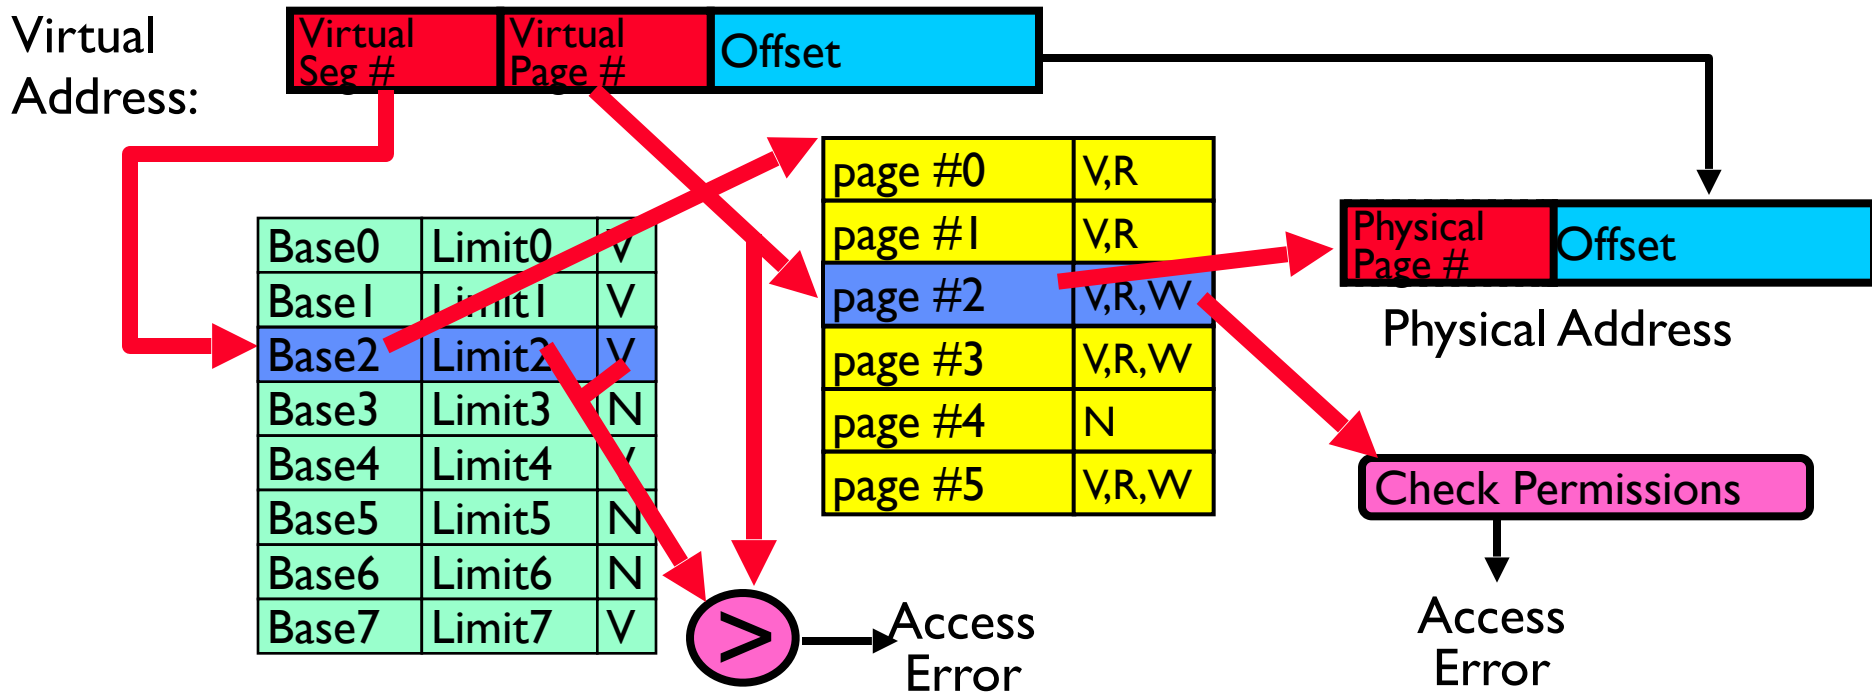 Virtual
Address:
Virtual
Seg #
Virtual
Page #
Offset
page #0 V,R
page #1 V,R
page #2 V,R,W
page #3 V,R,W
page #4 N
page #5 V,R,W
Base0 Limit0 V
Base1 Limit1 V
Base2 Limit2 V
Base3 Limit3 N
Base4 Limit4 V
Base5 Limit5 N
Base6 Limit6 N
Base7 Limit7 V
Physical
Page #
Offset
Physical Address
Check Permissions
>
Access
Error
Access
Error